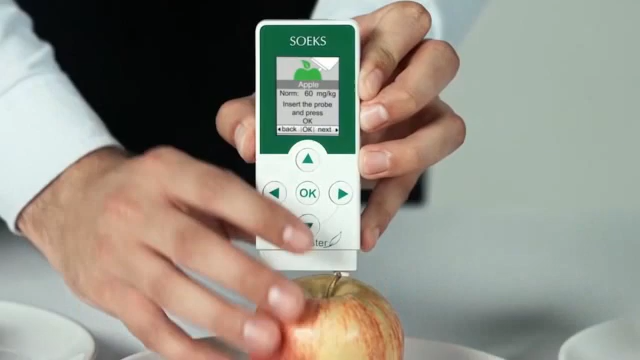 SOEKS
Apple
Norm: 60 mg/kg
Insert the probe
and press
OK
back OK next
OK